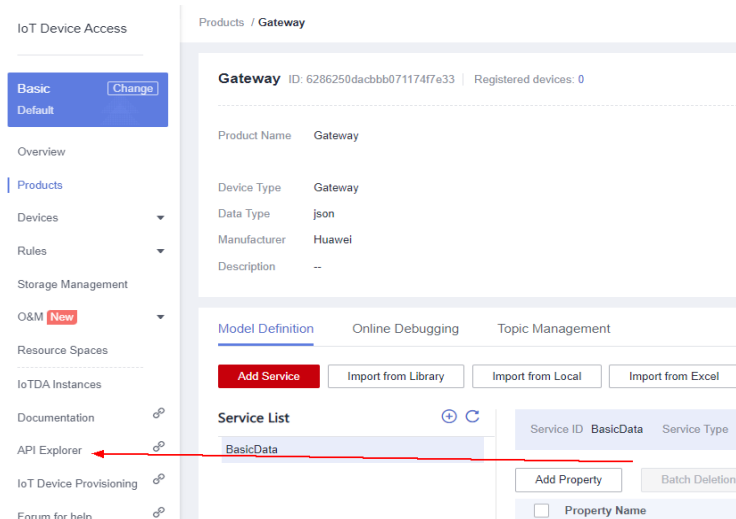 IoT Device Access
Basic
Change
Default
Overview
Products
Devices
Rules
Storage Management
O&M New
Resource Spaces
IoTDA Instances
Documentation
API Explorer
IoT Device Provisioning
Forum for help
Products / Gateway
Gateway ID: 6286250dacbbb071174f7e33 Registered devices: 0
Product Name Gateway
Device Type Gateway
Data Type json
Manufacturer Huawei
Description --
Model Definition Online Debugging Topic Management
Add Service Import from Library Import from Local Import from Excel
Service List
BasicData
Service ID BasicData Service Type
Add Property Batch Deletion
Property Name